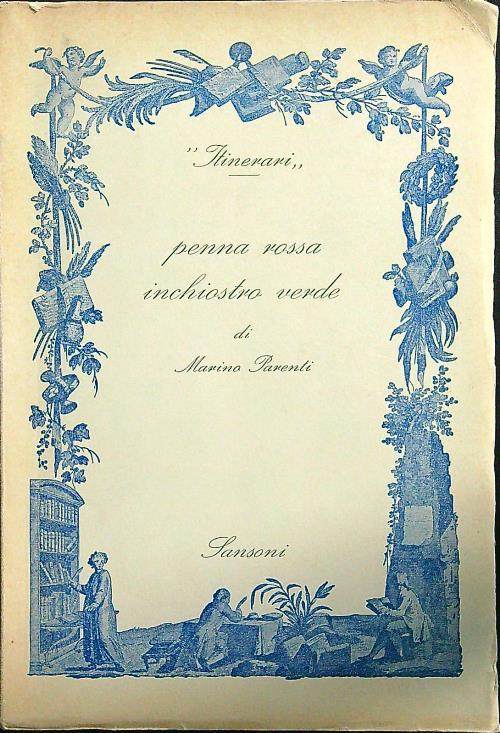 "Itinerari„
penna rossa
inchiostro verde
di
Marino Parenti
Sansoni